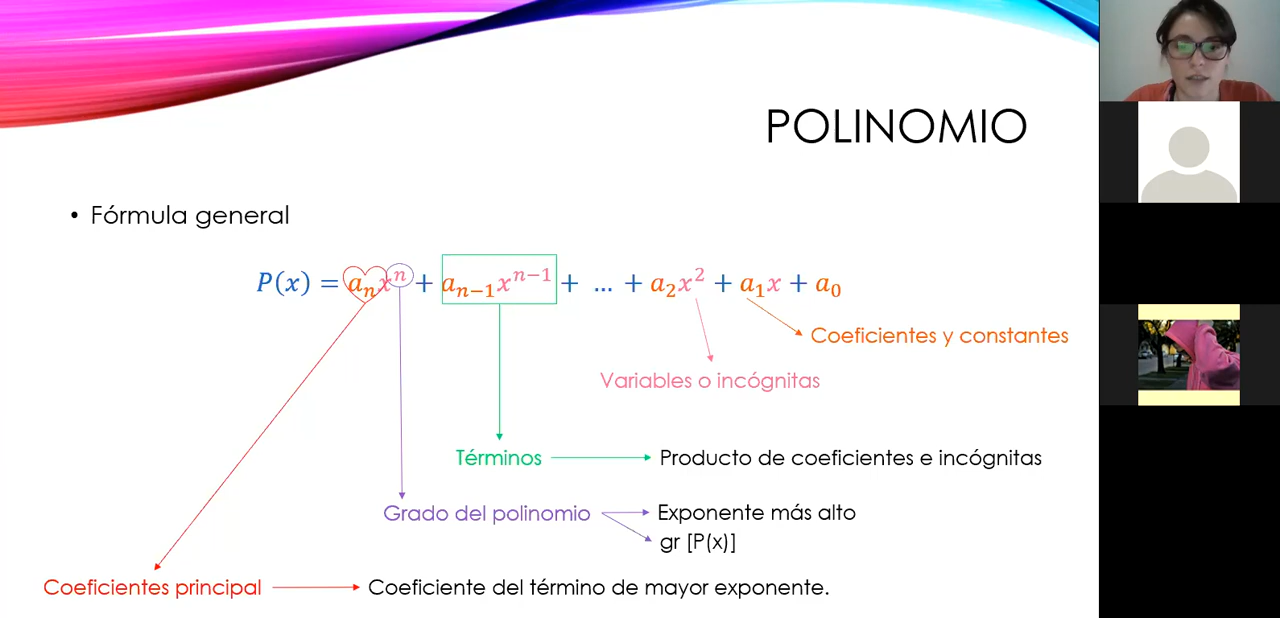 POLINOMIO
• Fórmula general
P(x) = aₙxⁿ + aₙ₋₁xⁿ⁻¹ + … + a₂x² + a₁x + a₀
Coeficientes y constantes
Variables o incógnitas
Términos Producto de coeficientes e incógnitas
Grado del polinomio Exponente más alto
gr [P(x)]
Coeficientes principal Coeficiente del término de mayor exponente.